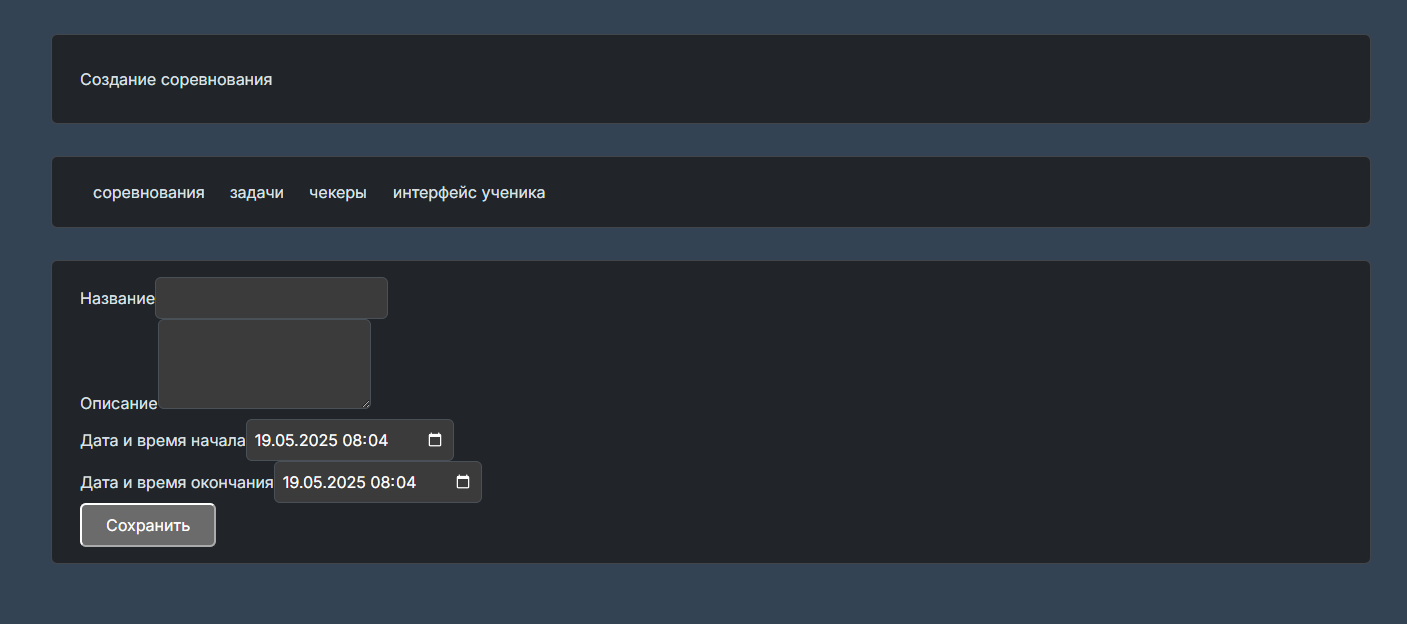 Создание соревнования
соревнования задачи чекеры интерфейс ученика
Название
Описание
Дата и время начала 19.05.2025 08:04
Дата и время окончания 19.05.2025 08:04
Сохранить